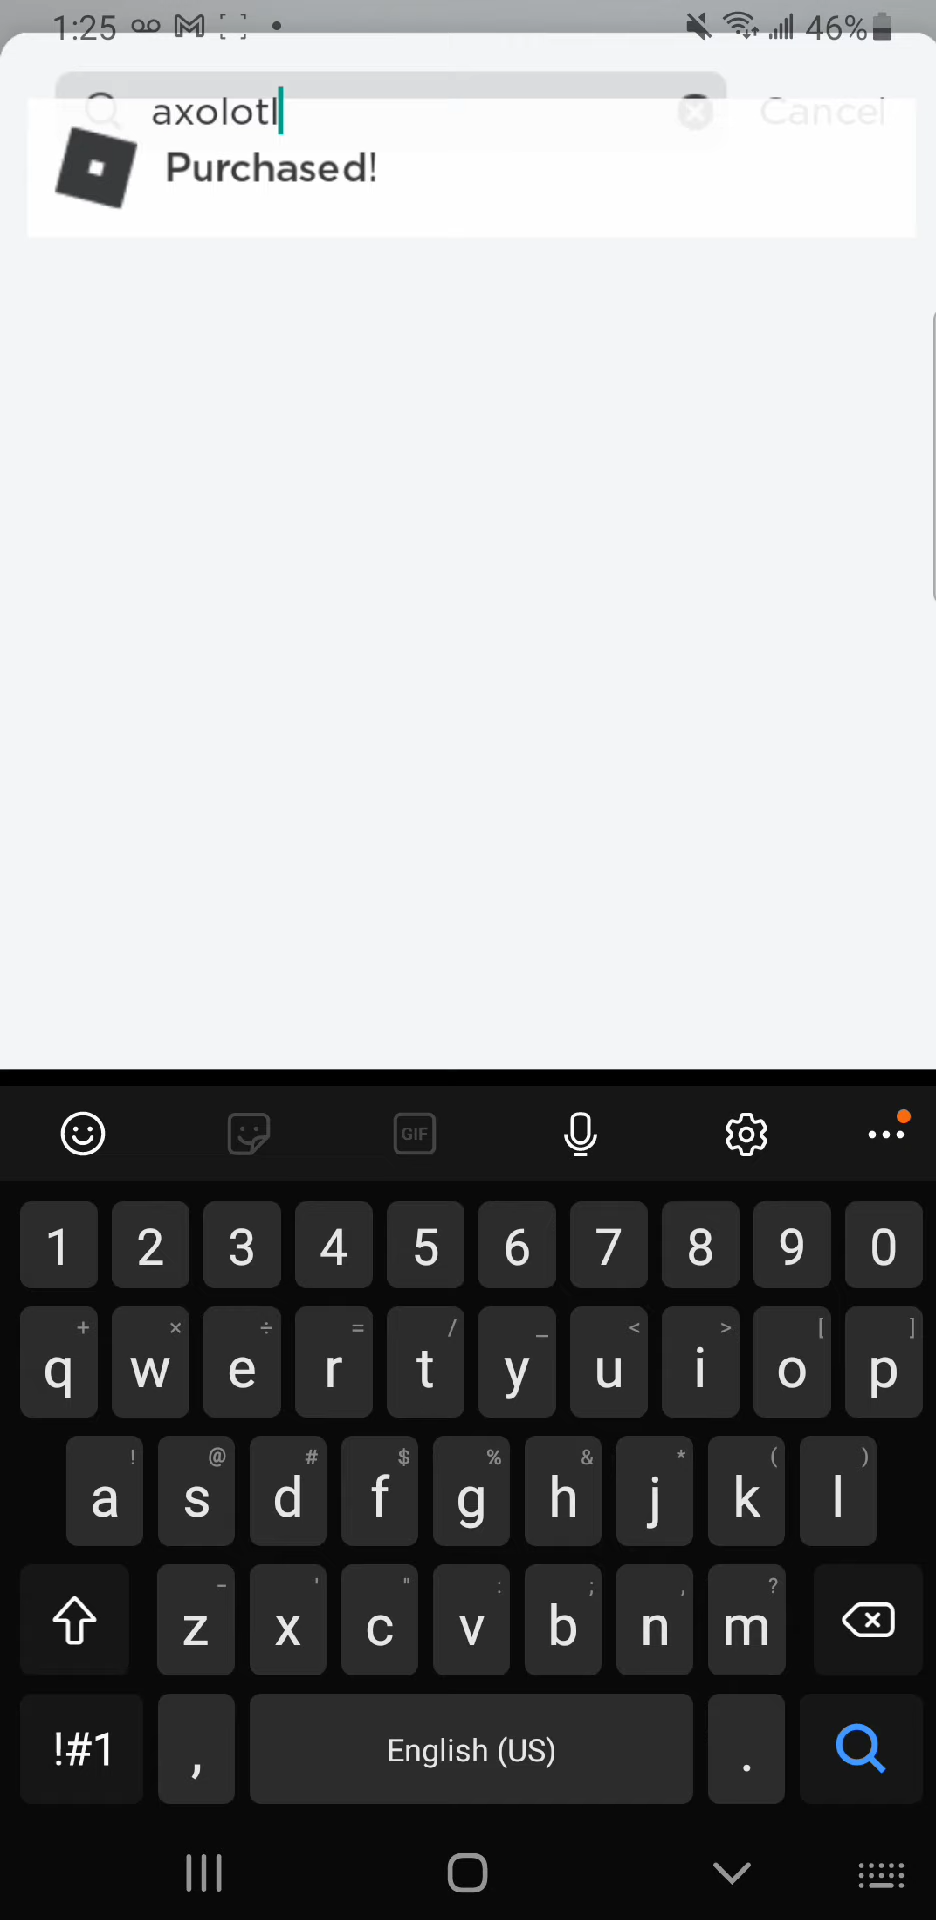 1:25 46%
axolotl Cancel
Purchased!
GIF
1 2 3 4 5 6 7 8 9 0
+ × ÷ = / _ < > [ ]
q w e r t y u i o p
! @ # $ % & * ( )
a s d f g h j k l
- ' " : ; , ?
z x c v b n m
!#1 , English (US) .